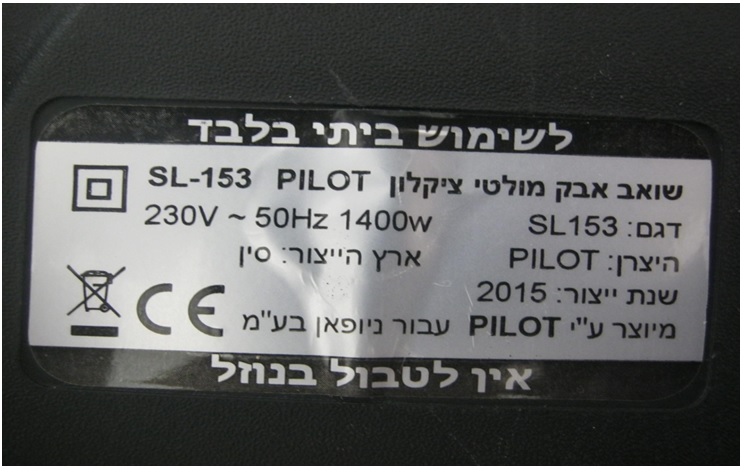 לשימוש ביתי בלבד
שואב אבק מולטי ציקלון SL-153 PILOT
דגם: SL153 230V ~ 50Hz 1400w
היצרן: PILOT ארץ הייצור: סין
שנת ייצור: 2015
מיוצר ע"י PILOT עבור ניופאן בע"מ CE
אין לטבול בנוזל